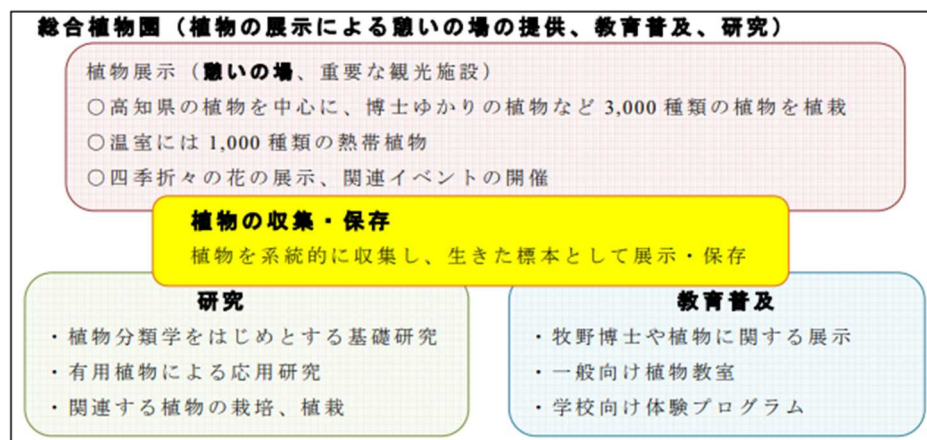 総合植物園（植物の展示による憩いの場の提供、教育普及、研究）
植物展示（憩いの場、重要な観光施設）
○高知県の植物を中心に、博士ゆかりの植物など 3,000 種類の植物を植栽
○温室には 1,000 種類の熱帯植物
○四季折々の花の展示、関連イベントの開催
植物の収集・保存
植物を系統的に収集し、生きた標本として展示・保存
研究
・植物分類学をはじめとする基礎研究
・有用植物による応用研究
・関連する植物の栽培、植栽
教育普及
・牧野博士や植物に関する展示
・一般向け植物教室
・学校向け体験プログラム